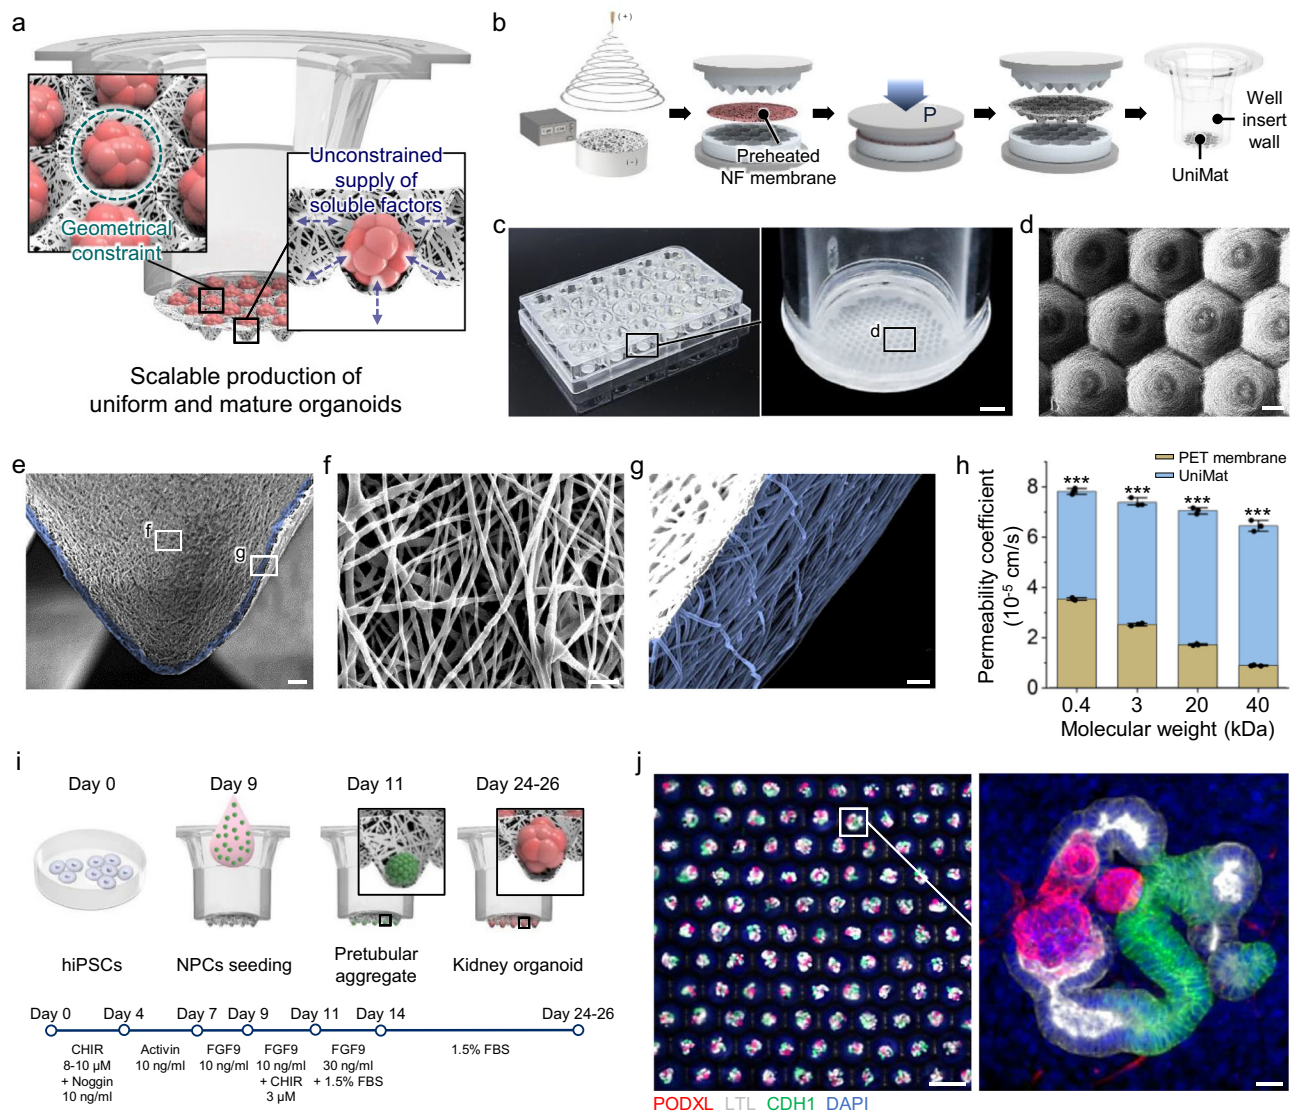 a
Geometrical
constraint
Unconstrained
supply of
soluble factors
Scalable production of
uniform and mature organoids
b
(+)
(-)
Preheated
NF membrane
P
Well
insert
wall
UniMat
c
d
d
e
f
g
f
g
h
PET membrane
UniMat
Permeability coefficient
(10⁻⁵ cm/s)
8
6
4
2
0
***
***
***
***
0.4 3 20 40
Molecular weight (kDa)
i
Day 0 Day 9 Day 11 Day 24-26
hiPSCs NPCs seeding Pretubular
aggregate
Kidney organoid
Day 0 Day 4 Day 7 Day 9 Day 11 Day 14 Day 24-26
CHIR
8-10 μM
+ Noggin
10 ng/ml
Activin
10 ng/ml
FGF9
10 ng/ml
FGF9
10 ng/ml
+ CHIR
3 μM
FGF9
30 ng/ml
+ 1.5% FBS
1.5% FBS
j
PODXL LTL CDH1 DAPI